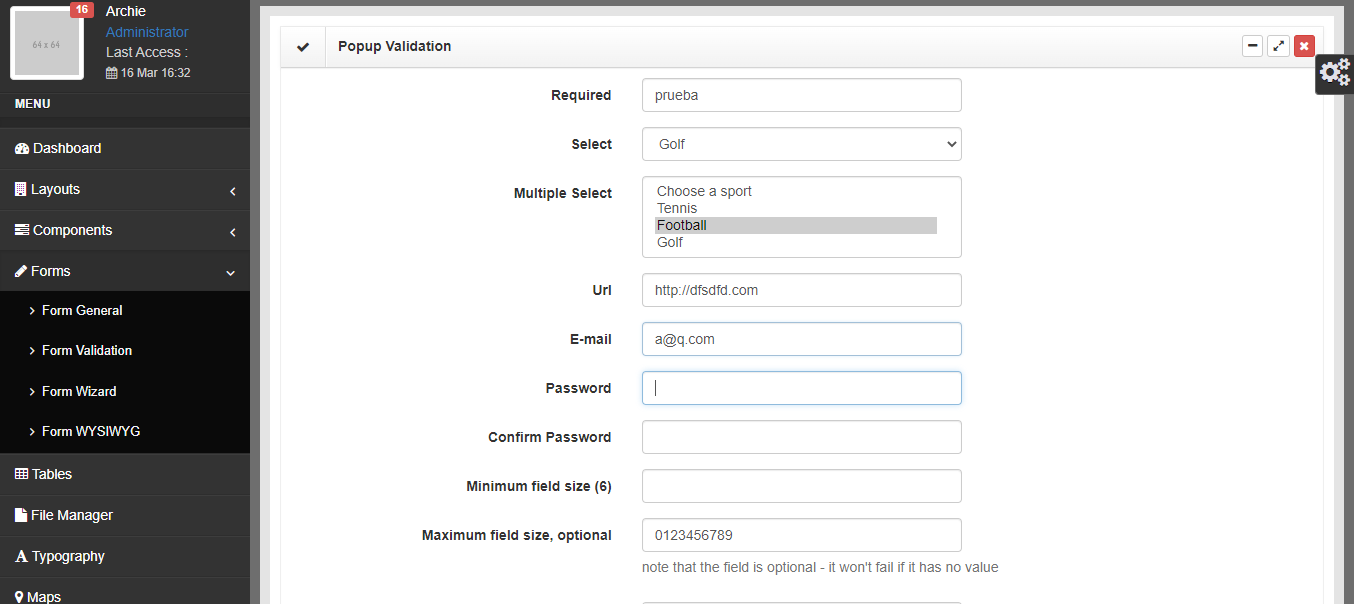 16
64 x 64
Archie
Administrator
Last Access :
16 Mar 16:32
MENU
Dashboard
Layouts
Components
Forms
Form General
Form Validation
Form Wizard
Form WYSIWYG
Tables
File Manager
Typography
Maps
Popup Validation
Required prueba
Select Golf
Multiple Select Choose a sport
Tennis
Football
Golf
Url http://dfsdfd.com
E-mail a@q.com
Password
Confirm Password
Minimum field size (6)
Maximum field size, optional 0123456789
note that the field is optional - it won't fail if it has no value